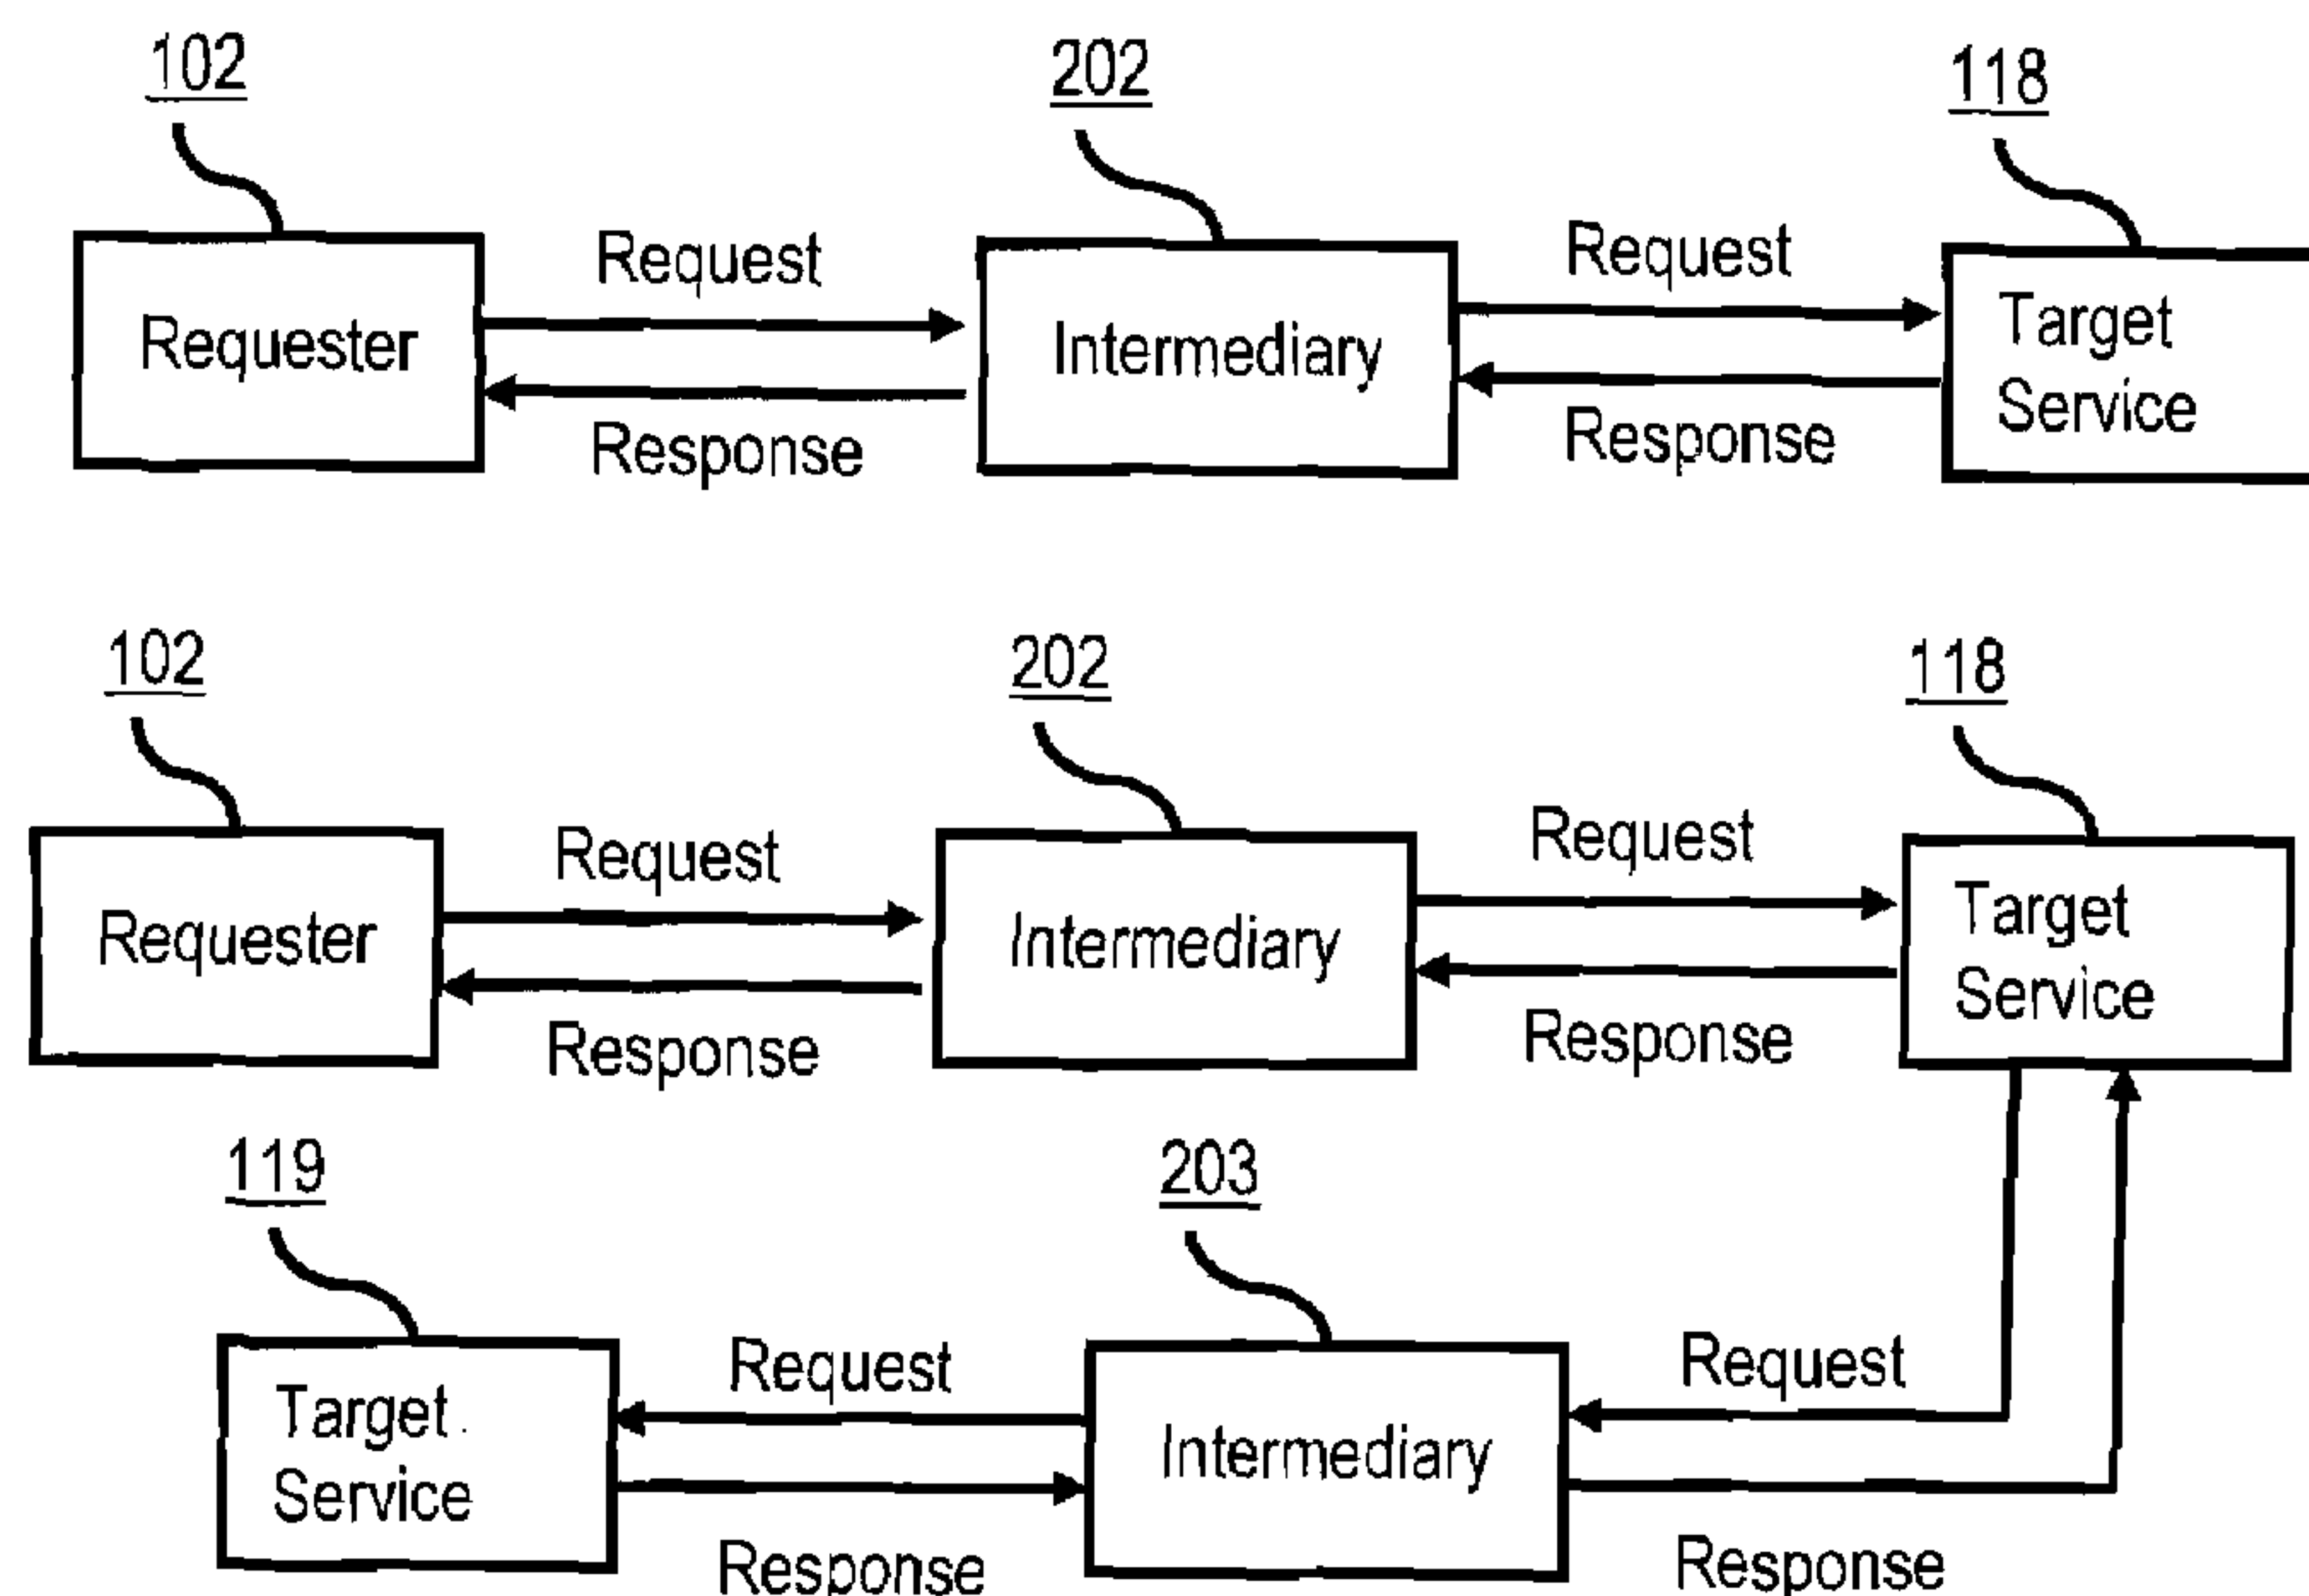 102
202
118
Request
Request
Requester
Intermediary
Target
Service
Response
Response
102
202
118
Request
Request
Requester
Intermediary
Target
Service
Response
Response
119
203
Request
Request
Target
Service
Intermediary
Response
Response